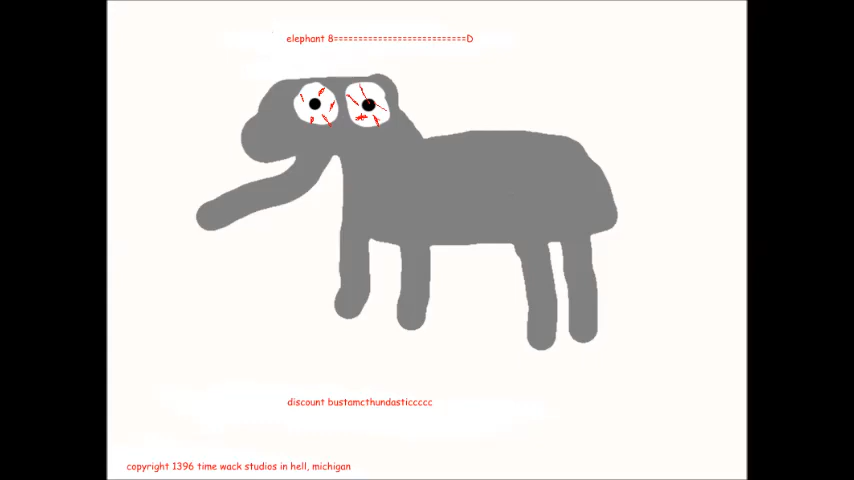 elephant 8===========================D
discount bustamcthundasticcccc
copyright 1396 time wack studios in hell, michigan